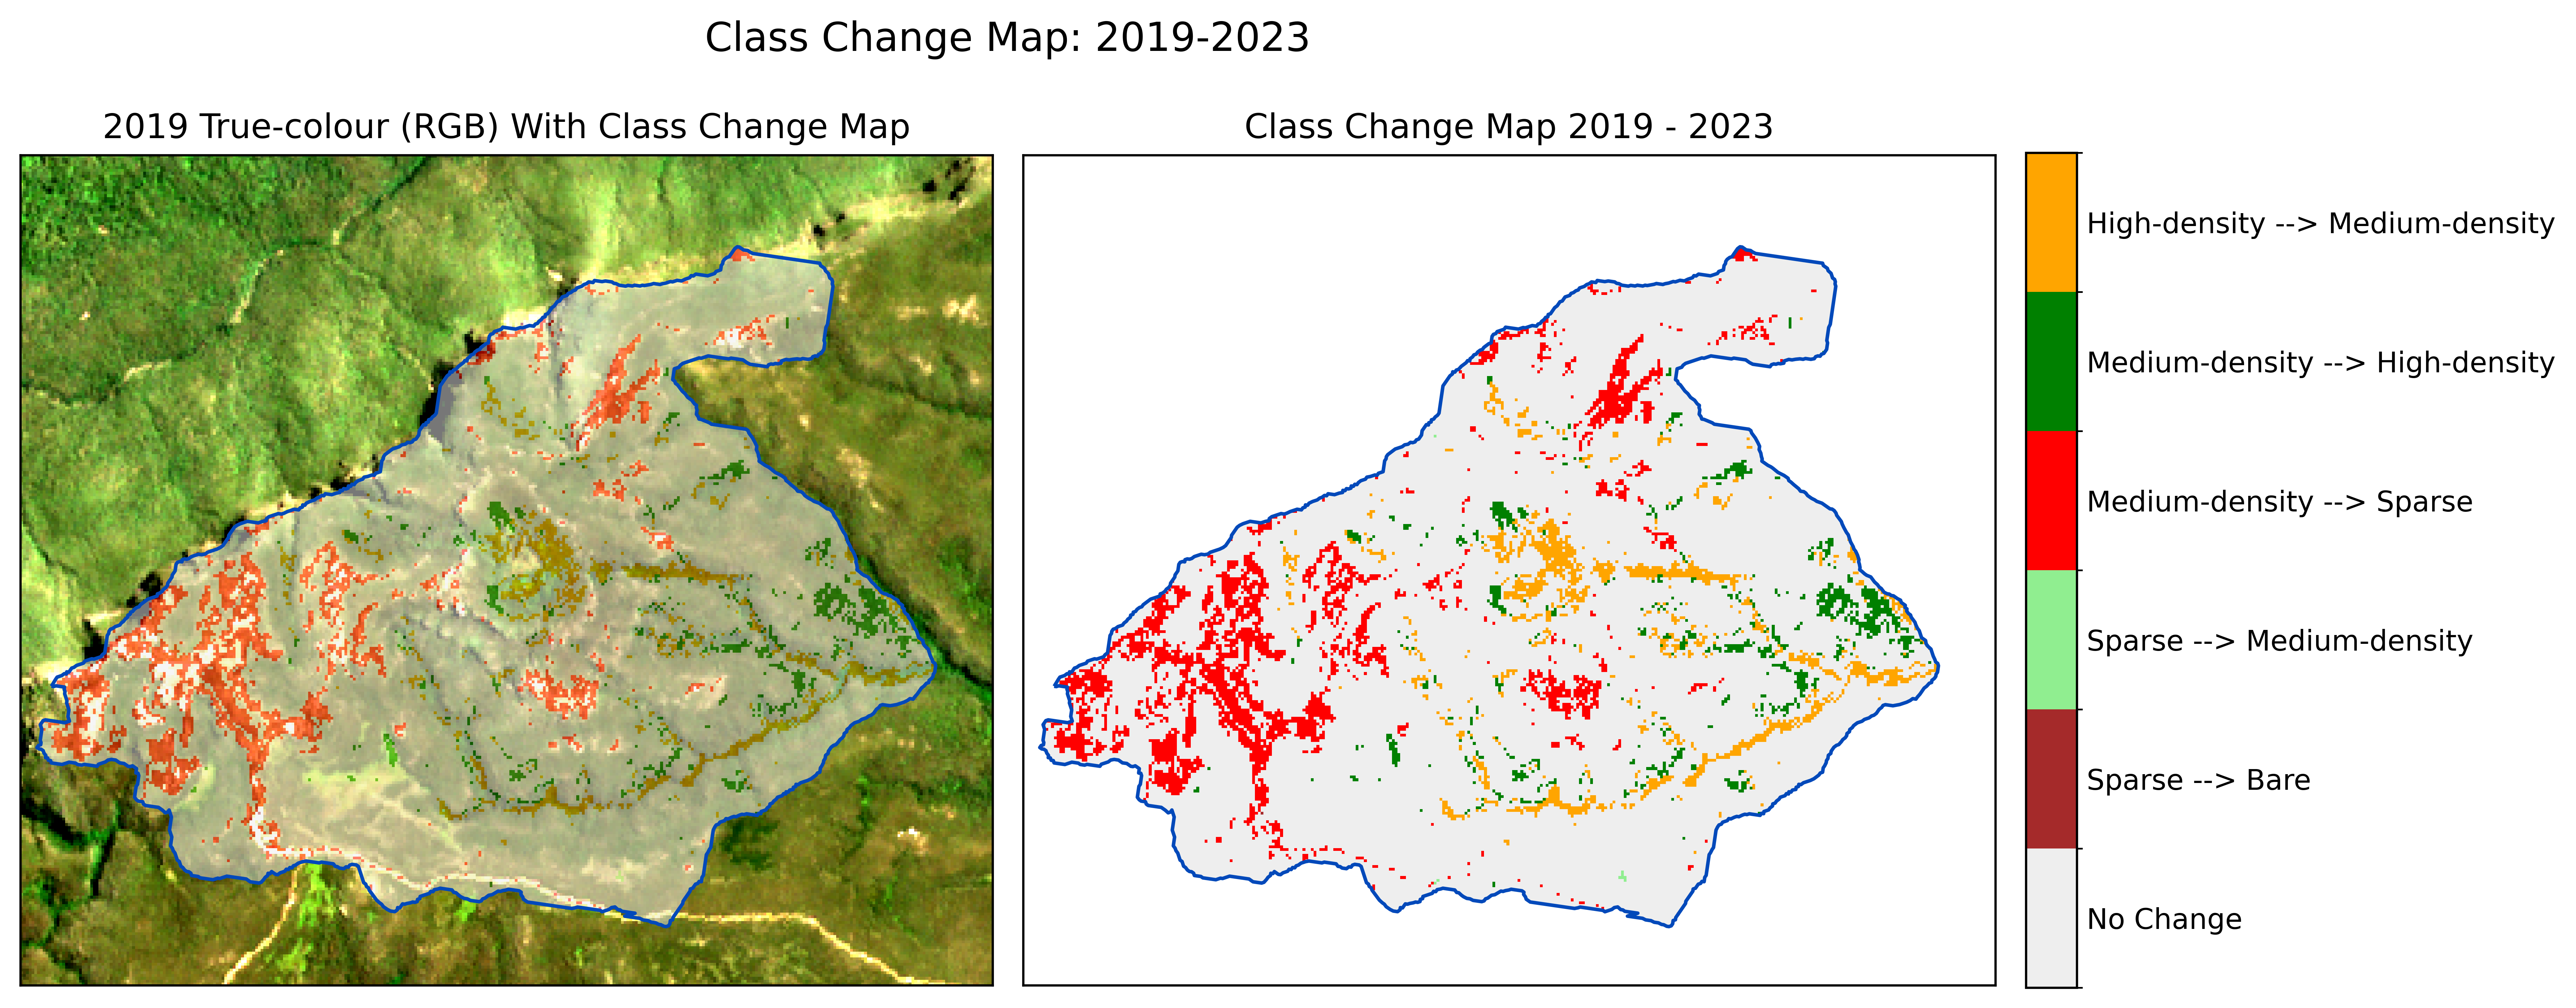 Class Change Map: 2019-2023
2019 True-colour (RGB) With Class Change Map
Class Change Map 2019 - 2023
High-density --> Medium-density
Medium-density --> High-density
Medium-density --> Sparse
Sparse --> Medium-density
Sparse --> Bare
No Change